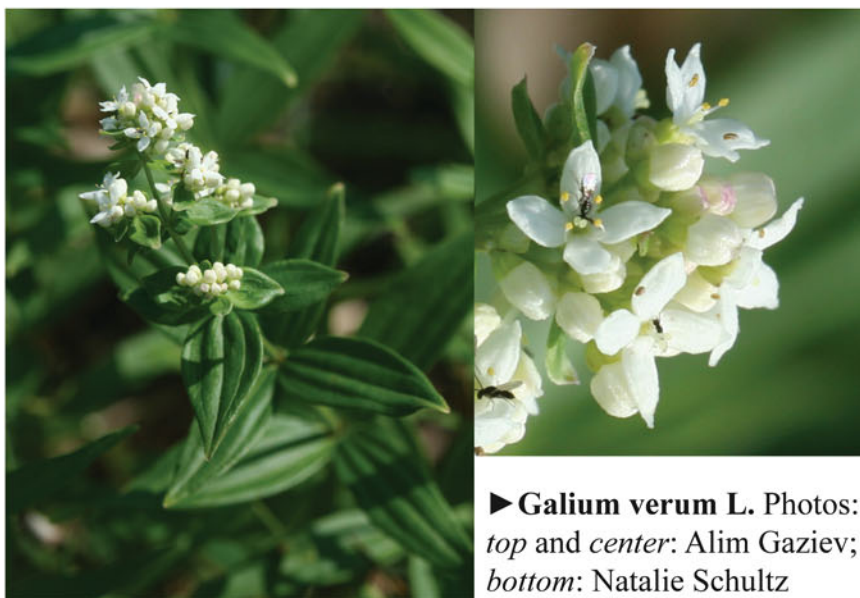 ►Galium verum L. Photos:
top and center: Alim Gaziev;
bottom: Natalie Schultz